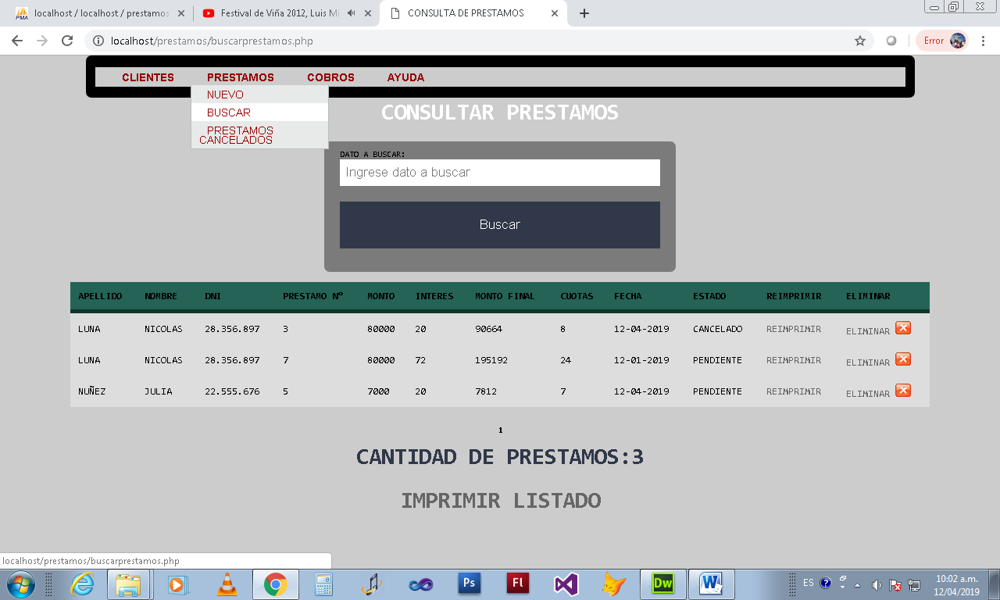 localhost / localhost / prestamos
Festival de Viña 2012, Luis Mi
CONSULTA DE PRESTAMOS
localhost/prestamos/buscarprestamos.php
Error
CLIENTES PRESTAMOS COBROS AYUDA
NUEVO
BUSCAR
PRESTAMOS
CANCELADOS
CONSULTAR PRESTAMOS
DATO A BUSCAR:
Ingrese dato a buscar
Buscar
APELLIDO NOMBRE DNI PRESTAMO Nº MONTO INTERES MONTO FINAL CUOTAS FECHA ESTADO REIMPRIMIR ELIMINAR
LUNA NICOLAS 28.356.897 3 80000 20 90664 8 12-04-2019 CANCELADO REIMPRIMIR ELIMINAR
LUNA NICOLAS 28.356.897 7 80000 72 195192 24 12-01-2019 PENDIENTE REIMPRIMIR ELIMINAR
NUÑEZ JULIA 22.555.676 5 7000 20 7812 7 12-04-2019 PENDIENTE REIMPRIMIR ELIMINAR
1
CANTIDAD DE PRESTAMOS:3
IMPRIMIR LISTADO
localhost/prestamos/buscarprestamos.php
Ps
Fl
Dw
W
ES
10:02 a.m.
12/04/2019